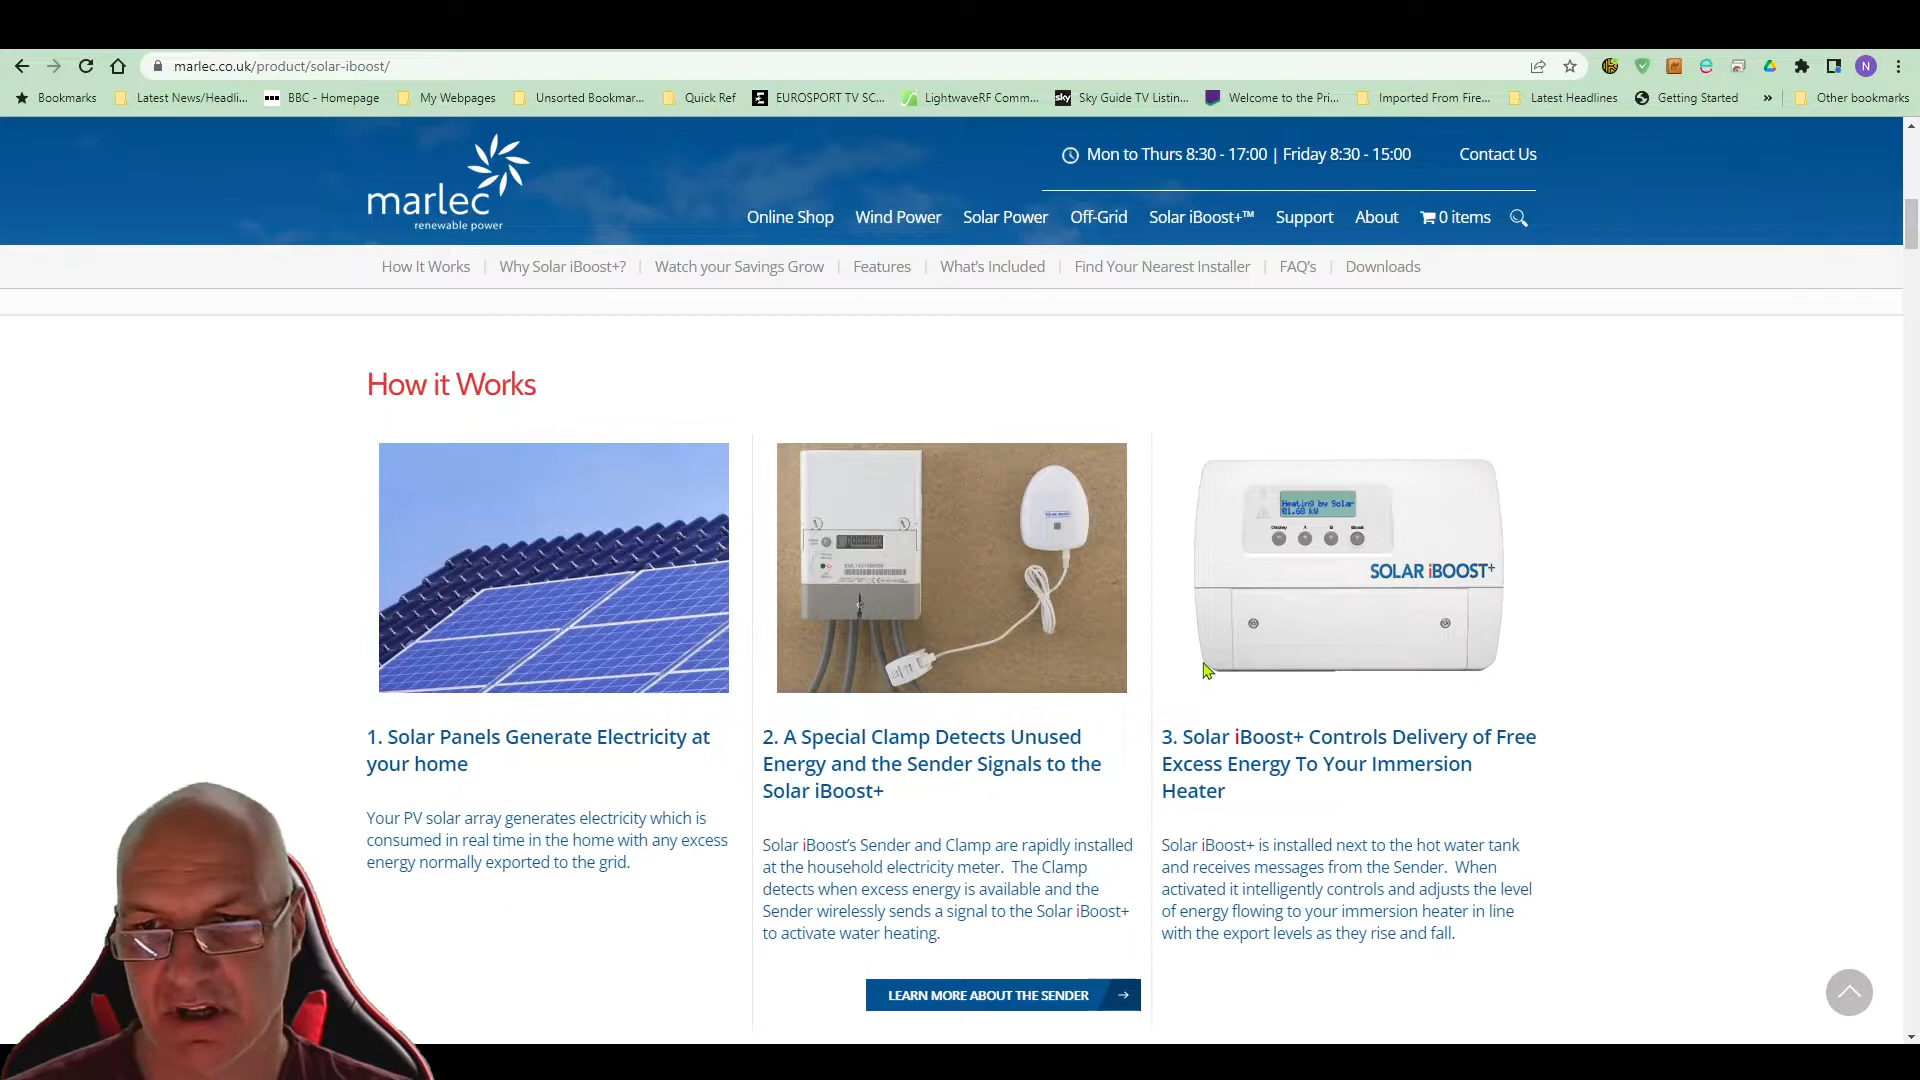 marlec.co.uk/product/solar-iboost/
N
Bookmarks
Latest News/Headli...
BBC - Homepage
My Webpages
Unsorted Bookmar...
Quick Ref
EUROSPORT TV SC...
LightwaveRF Comm...
sky
Sky Guide TV Listin...
Welcome to the Pri...
Imported From Fire...
Latest Headlines
Getting Started
»
Other bookmarks
marlec
renewable power
Mon to Thurs 8:30 - 17:00 | Friday 8:30 - 15:00
Contact Us
Online Shop
Wind Power
Solar Power
Off-Grid
Solar iBoost+™
Support
About
0 items
How It Works
Why Solar iBoost+?
Watch your Savings Grow
Features
What's Included
Find Your Nearest Installer
FAQ's
Downloads
How it Works
SOLAR iBOOST
Heating by Solar
01.68 kW
Display A B Boost
SOLAR iBOOST+
1. Solar Panels Generate Electricity at
your home
Your PV solar array generates electricity which is
consumed in real time in the home with any excess
energy normally exported to the grid.
2. A Special Clamp Detects Unused
Energy and the Sender Signals to the
Solar iBoost+
Solar iBoost's Sender and Clamp are rapidly installed
at the household electricity meter. The Clamp
detects when excess energy is available and the
Sender wirelessly sends a signal to the Solar iBoost+
to activate water heating.
LEARN MORE ABOUT THE SENDER
3. Solar iBoost+ Controls Delivery of Free
Excess Energy To Your Immersion
Heater
Solar iBoost+ is installed next to the hot water tank
and receives messages from the Sender. When
activated it intelligently controls and adjusts the level
of energy flowing to your immersion heater in line
with the export levels as they rise and fall.